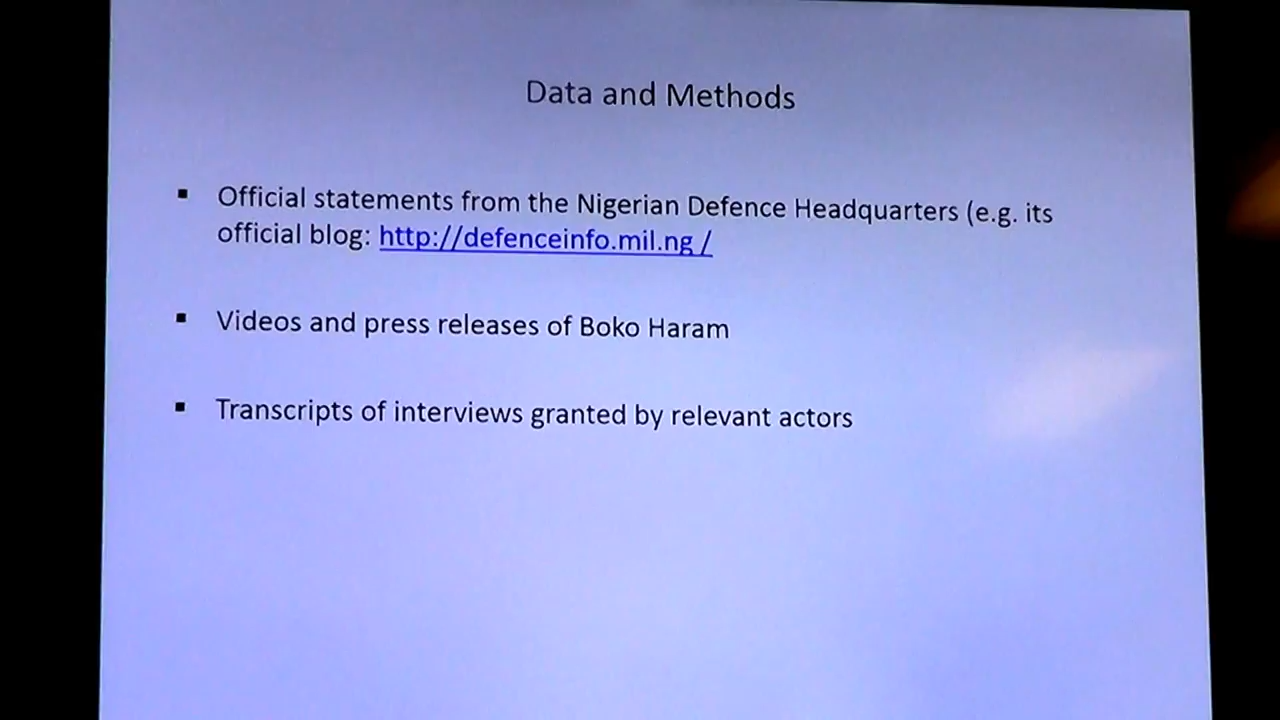 Data and Methods
▪ Official statements from the Nigerian Defence Headquarters (e.g. its
official blog: http://defenceinfo.mil.ng /
▪ Videos and press releases of Boko Haram
▪ Transcripts of interviews granted by relevant actors